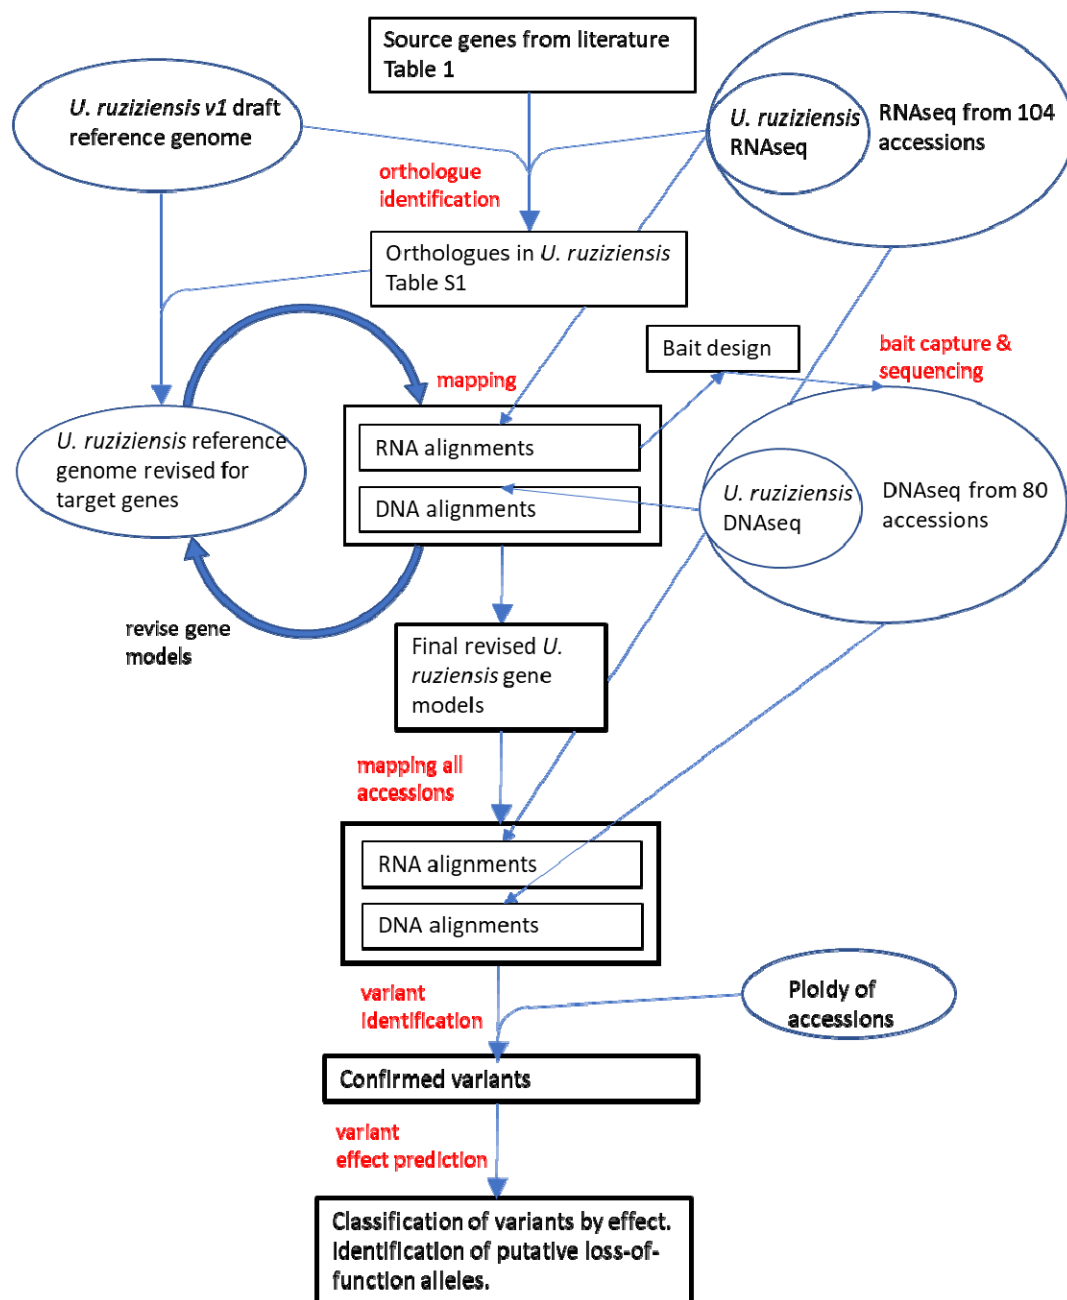 Source genes from literature
Table 1
U. ruziziensis v1 draft
reference genome
U. ruziziensis
RNAseq
RNAseq from 104
accessions
orthologue
identification
Orthologues in U. ruziziensis
Table S1
Bait design
bait capture &
sequencing
mapping
U. ruziziensis reference
genome revised for
target genes
RNA alignments
DNA alignments
U. ruziziensis
DNAseq
DNAseq from 80
accessions
revise gene
models
Final revised U.
ruziensis gene
models
mapping all
accessions
RNA alignments
DNA alignments
variant
identification
Ploldy of
accessions
Confirmed variants
variant
effect prediction
Classification of variants by effect.
Identification of putative loss-of-
function alleles.